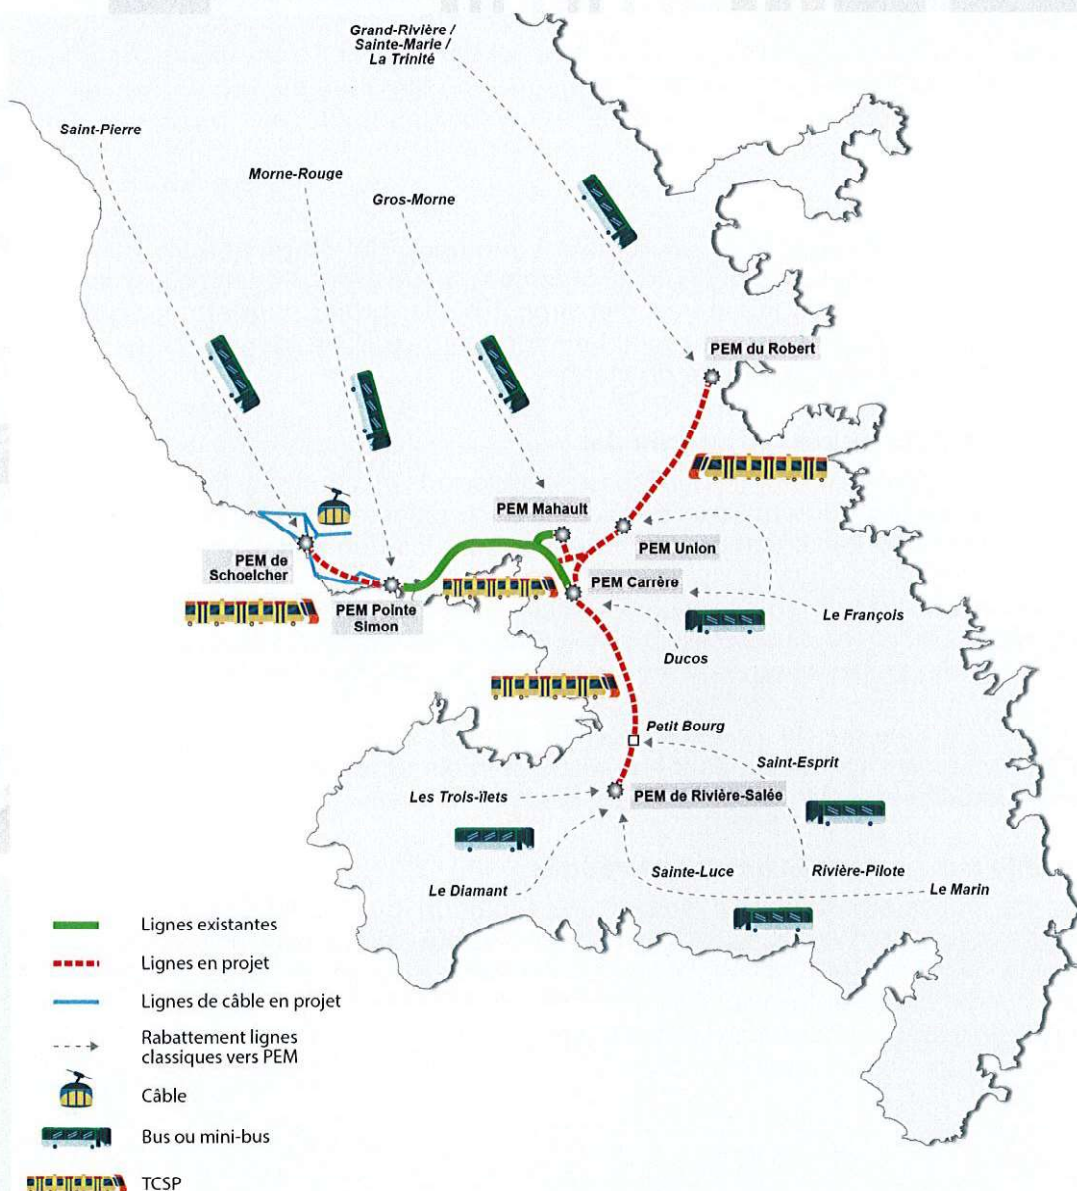 Grand-Rivière /
Sainte-Marie /
La Trinité
Saint-Pierre
Morne-Rouge
Gros-Morne
PEM du Robert
PEM Mahault
PEM Union
PEM de
Schoelcher
PEM Carrère
PEM Pointe
Simon
Le François
Ducos
Petit Bourg
Saint-Esprit
Les Trois-îlets
PEM de Rivière-Salée
Sainte-Luce
Rivière-Pilote
Le Diamant
Le Marin
Lignes existantes
Lignes en projet
Lignes de câble en projet
Rabattement lignes
classiques vers PEM
Câble
Bus ou mini-bus
TCSP